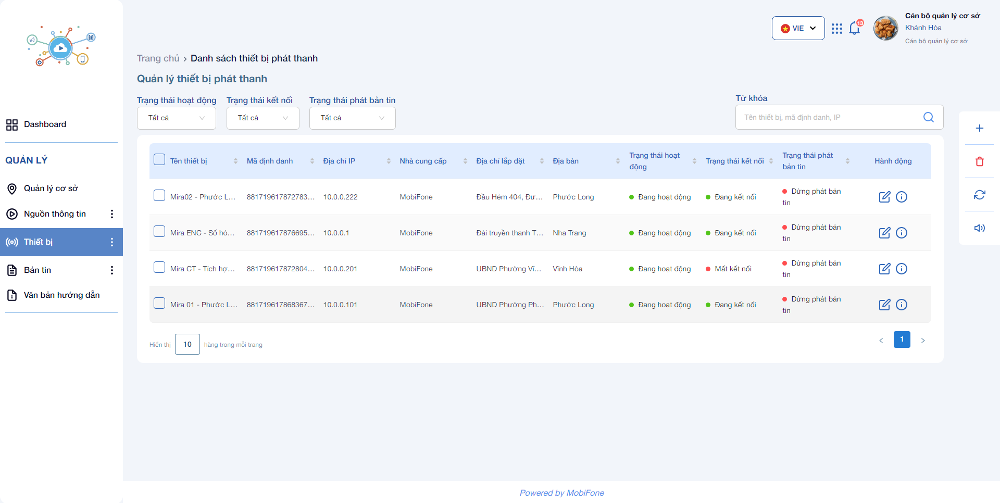 VIE
13
Cán bộ quản lý cơ sở
Khánh Hòa
Cán bộ quản lý cơ sở
Trang chủ > Danh sách thiết bị phát thanh
Quản lý thiết bị phát thanh
Trạng thái hoạt động
Trạng thái kết nối
Trạng thái phát bản tin
Từ khóa
Tất cả
Tất cả
Tất cả
Tên thiết bị, mã định danh, IP
Dashboard
QUẢN LÝ
Quản lý cơ sở
Nguồn thông tin
Thiết bị
Bản tin
Văn bản hướng dẫn
Tên thiết bị
Mã định danh
Địa chỉ IP
Nhà cung cấp
Địa chỉ lắp đặt
Địa bàn
Trạng thái hoạt
động
Trạng thái kết nối
Trạng thái phát
bản tin
Hành động
Mira02 - Phước L...
881719617872783...
10.0.0.222
MobiFone
Đầu Hẻm 404, Đư...
Phước Long
Đang hoạt động
Đang kết nối
Dừng phát bản
tin
Mira ENC - Số hó...
881719617876695...
10.0.0.1
MobiFone
Đài truyền thanh T...
Nha Trang
Đang hoạt động
Đang kết nối
Dừng phát bản
tin
Mira CT - Tích hợ...
881719617872804...
10.0.0.201
MobiFone
UBND Phường Vĩ...
Vĩnh Hòa
Đang hoạt động
Mất kết nối
Dừng phát bản
tin
Mira 01 - Phước L...
881719617868367...
10.0.0.101
MobiFone
UBND Phường Ph...
Phước Long
Đang hoạt động
Đang kết nối
Dừng phát bản
tin
Hiển thị 10 hàng trong mỗi trang
< 1 >
Powered by MobiFone